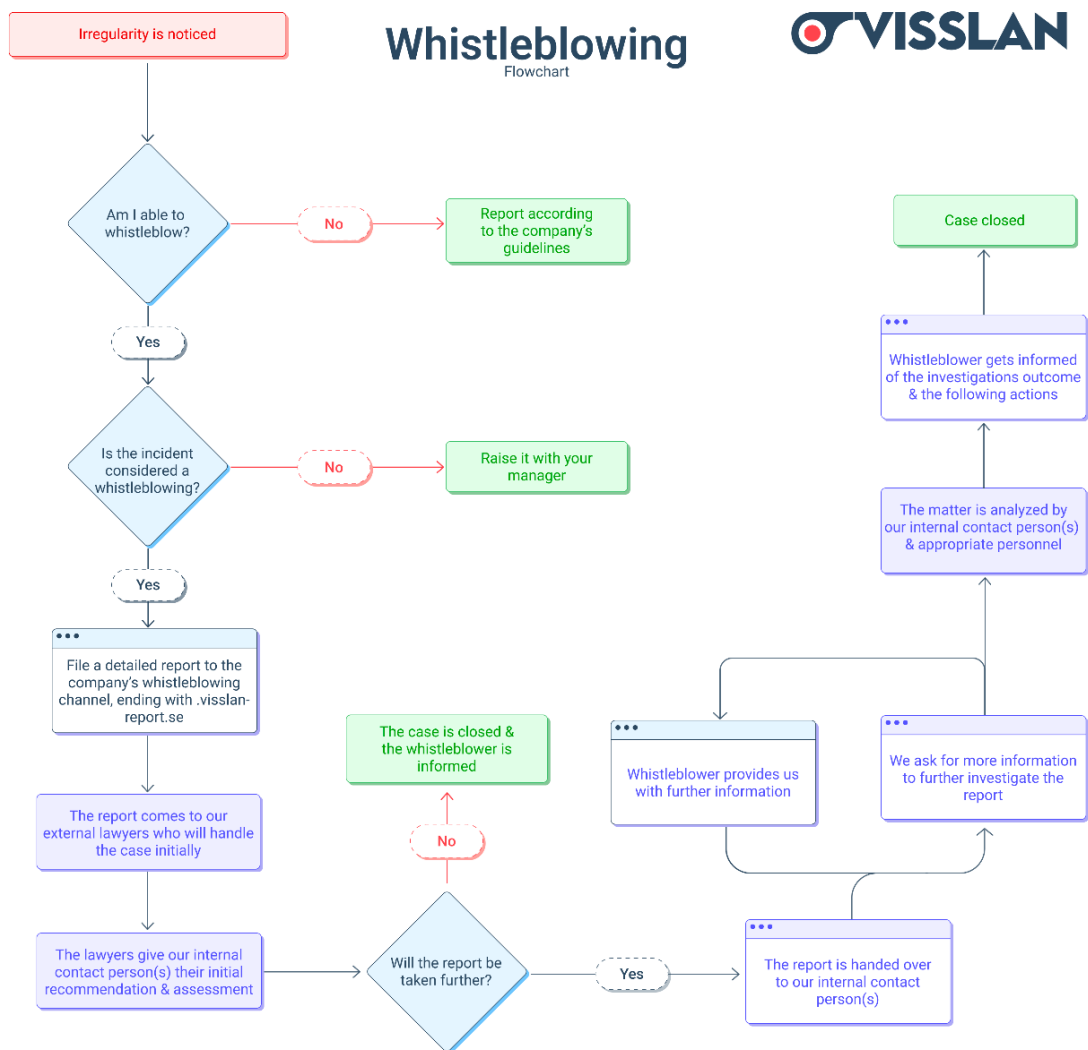 Irregularity is noticed
Whistleblowing
Flowchart
VISSLAN
Am I able to
whistleblow?
No
Report according
to the company's
guidelines
Yes
Is the incident
considered a
whistleblowing?
No
Raise it with your
manager
Yes
File a detailed report to the
company's whistleblowing
channel, ending with .visslan-
report.se
The report comes to our
external lawyers who will handle
the case initially
The lawyers give our internal
contact person(s) their initial
recommendation & assessment
Will the report be
taken further?
No
The case is closed &
the whistleblower is
informed
Yes
The report is handed over
to our internal contact
person(s)
We ask for more information
to further investigate the
report
Whistleblower provides us
with further information
The matter is analyzed by
our internal contact person(s)
& appropriate personnel
Whistleblower gets informed
of the investigations outcome
& the following actions
Case closed